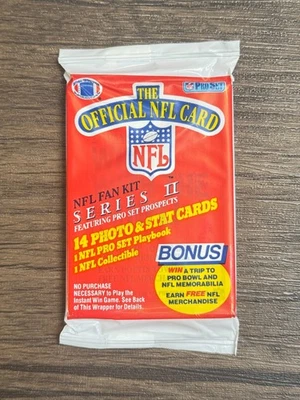 PRO SET
THE
OFFICIAL NFL CARD
NFL
NFL FAN KIT
SERIES II™
FEATURING PRO SET PROSPECTS
14 PHOTO & STAT CARDS
1 NFL PRO SET Playbook
1 NFL Collectible
BONUS
WIN A TRIP TO
PRO BOWL AND
NFL MEMORABILIA
EARN FREE NFL
MERCHANDISE
NO PURCHASE
NECESSARY to Play the
Instant Win Game. See Back
of This Wrapper for Details.